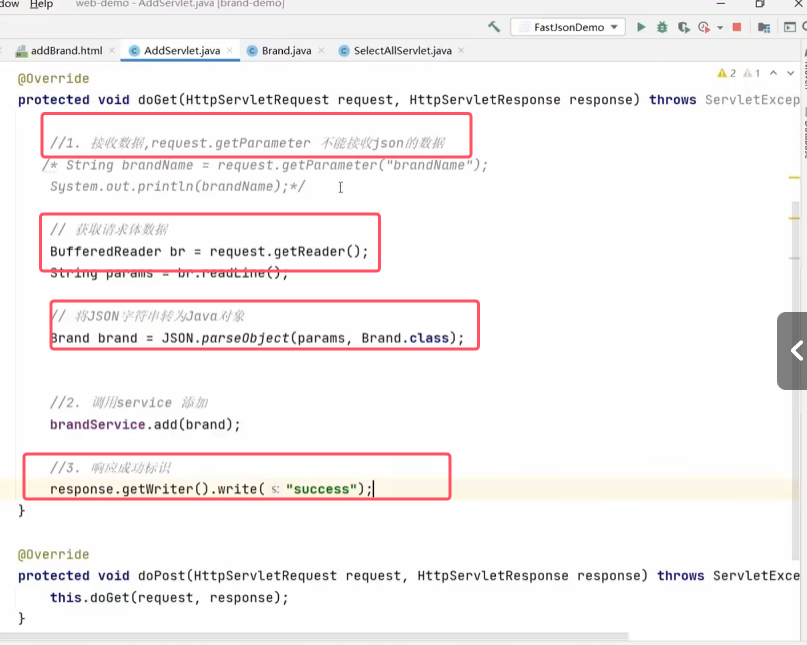 dow Help web-demo - AddServlet.java [brand-demo]
FastJsonDemo
addBrand.html × AddServlet.java × Brand.java × SelectAllServlet.java ×
@Override
2 1
protected void doGet(HttpServletRequest request, HttpServletResponse response) throws ServletExcep
//1. 接收数据,request.getParameter 不能接收json的数据
/* String brandName = request.getParameter("brandName");
System.out.println(brandName);*/
// 获取请求体数据
BufferedReader br = request.getReader();
String params = br.readLine();
// 将JSON字符串转为Java对象
Brand brand = JSON.parseObject(params, Brand.class);
//2. 调用service 添加
brandService.add(brand);
//3. 响应成功标识
response.getWriter().write( s: "success");
}
@Override
protected void doPost(HttpServletRequest request, HttpServletResponse response) throws ServletExce
this.doGet(request, response);
}